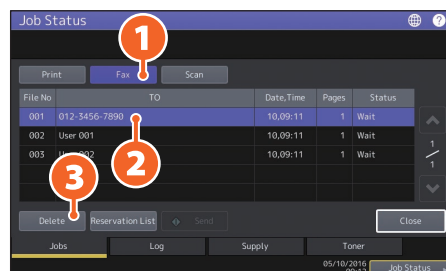 Job Status
?
1
Print Fax Scan
File No TO Date,Time Pages Status
001 012-3456-7890 10,09:11 1 Wait
002 User 001 10,09:11 1 Wait
003 User 002 10,09:11 1 Wait
2
1
1
3
Delete Reservation List Send Close
Jobs Log Supply Toner
05/10/2016
Job Status